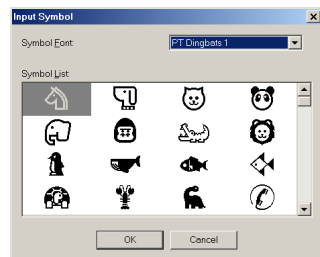 Input Symbol
Symbol Font
PT Dingbats 1
Symbol List
OK
Cancel